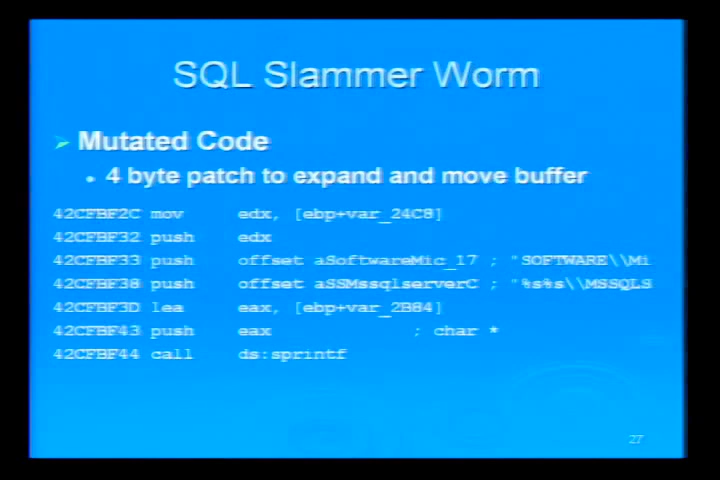 SQL Slammer Worm
Mutated Code
4 byte patch to expand and move buffer
42CFBF2C mov edx, [ebp+var_24C8]
42CFBF32 push edx
42CFBF33 push offset aSoftwareMic_17 ; "SOFTWARE\\Mi
42CFBF38 push offset aSSMssqlserverC ; "%s%s\\MSSQLS
42CFBF3D lea eax, [ebp+var_2B84]
42CFBF43 push eax ; char *
42CFBF44 call ds:sprintf
27